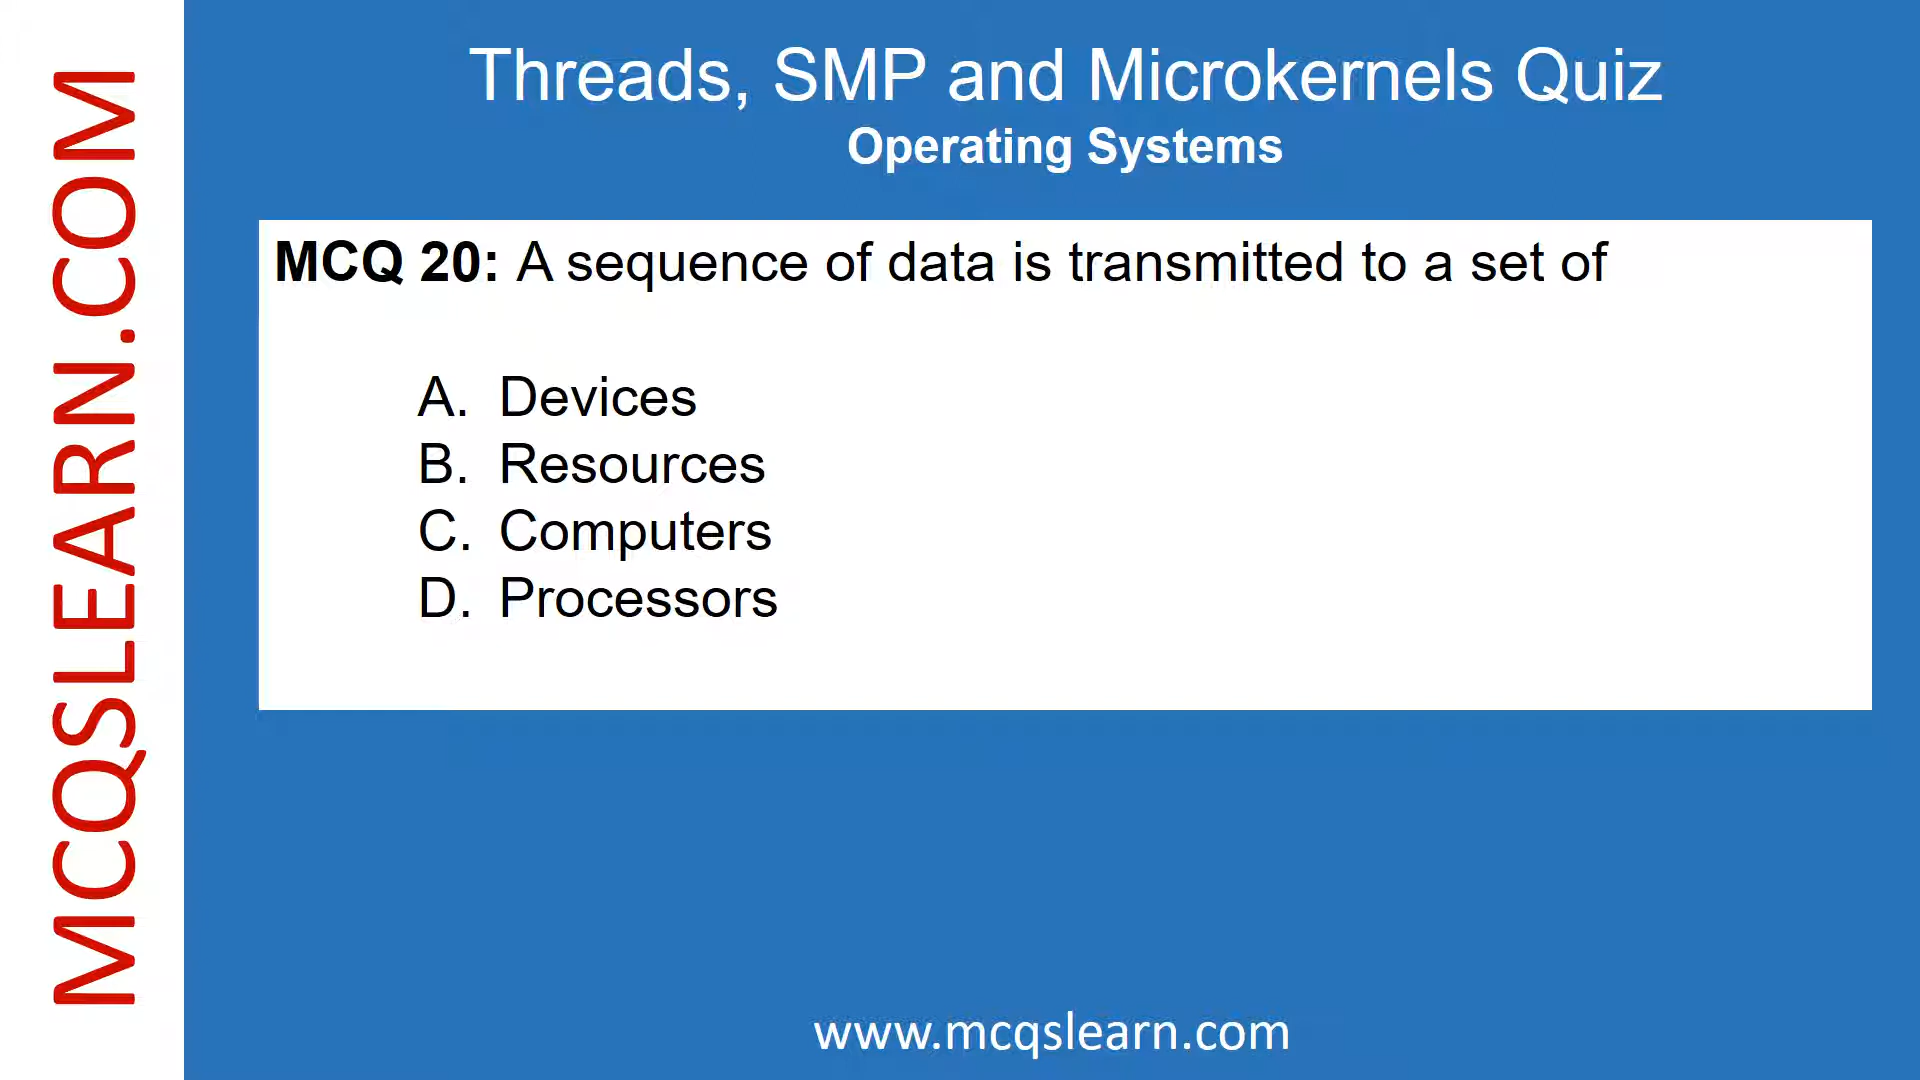 MCQSLEARN.COM
Threads, SMP and Microkernels Quiz
Operating Systems
MCQ 20: A sequence of data is transmitted to a set of
A. Devices
B. Resources
C. Computers
D. Processors
www.mcqslearn.com